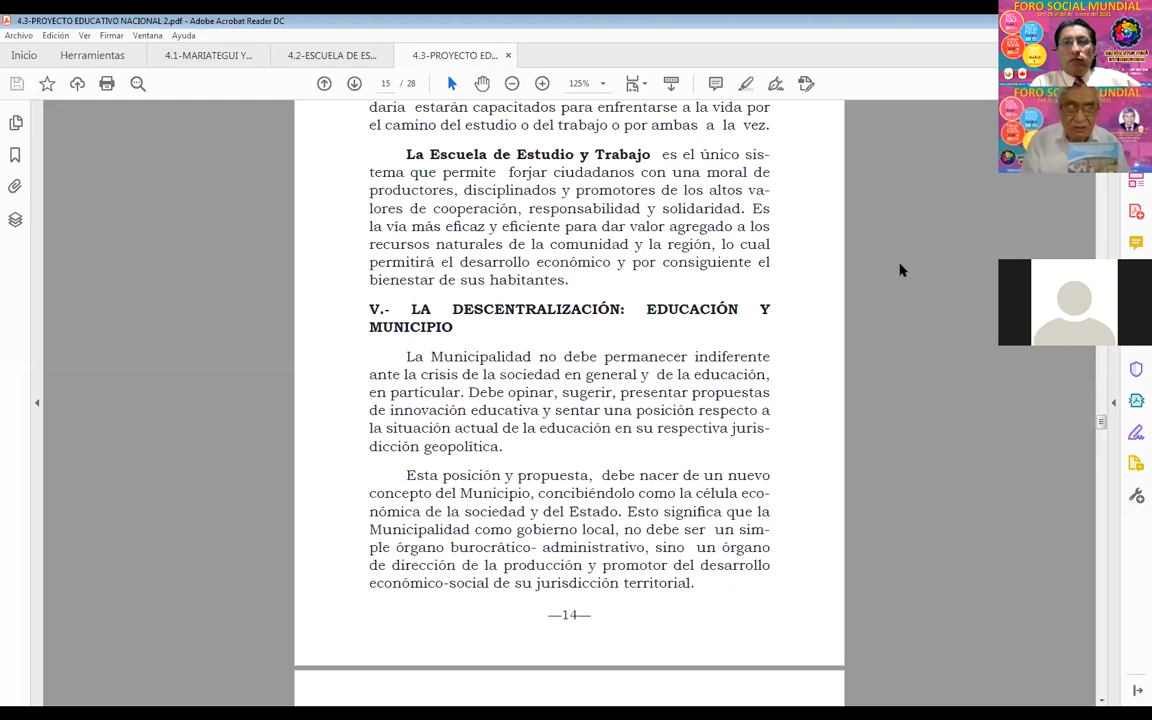 4.3-PROYECTO EDUCATIVO NACIONAL 2.pdf - Adobe Acrobat Reader DC
Archivo Edición Ver Firmar Ventana Ayuda
Inicio Herramientas 4.1-MARIATEGUI Y... 4.2-ESCUELA DE ES... 4.3-PROYECTO ED... ×
15 / 28 125%
FORO SOCIAL MUNDIAL
FORO SOCIAL MUNDIAL
daria estarán capacitados para enfrentarse a la vida por
el camino del estudio o del trabajo o por ambas a la vez.
La Escuela de Estudio y Trabajo es el único sis-
tema que permite forjar ciudadanos con una moral de
productores, disciplinados y promotores de los altos va-
lores de cooperación, responsabilidad y solidaridad. Es
la vía más eficaz y eficiente para dar valor agregado a los
recursos naturales de la comunidad y la región, lo cual
permitirá el desarrollo económico y por consiguiente el
bienestar de sus habitantes.
V.- LA DESCENTRALIZACIÓN: EDUCACIÓN Y
MUNICIPIO
La Municipalidad no debe permanecer indiferente
ante la crisis de la sociedad en general y de la educación,
en particular. Debe opinar, sugerir, presentar propuestas
de innovación educativa y sentar una posición respecto a
la situación actual de la educación en su respectiva juris-
dicción geopolítica.
Esta posición y propuesta, debe nacer de un nuevo
concepto del Municipio, concibiéndolo como la célula eco-
nómica de la sociedad y del Estado. Esto significa que la
Municipalidad como gobierno local, no debe ser un sim-
ple órgano burocrático- administrativo, sino un órgano
de dirección de la producción y promotor del desarrollo
económico-social de su jurisdicción territorial.
—14—